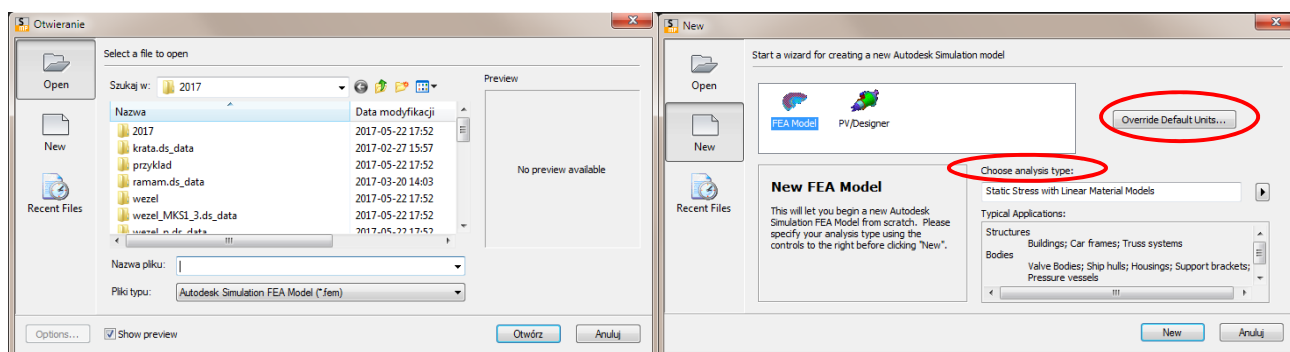 Otwieranie
Open
New
Recent Files
Select a file to open
Szukaj w: 2017
Nazwa Data modyfikacji
2017 2017-05-22 17:52
krata.ds_data 2017-02-27 15:57
przyklad 2017-05-22 17:52
ramam.ds_data 2017-03-20 14:03
wezel 2017-05-22 17:52
wezel_MKS1_3.ds_data 2017-05-22 17:52
wezel_n.ds_data 2017-05-22 17:52
Preview
No preview available
Nazwa pliku:
Pliki typu: Autodesk Simulation FEA Model (*.fem)
Options... Show preview Otwórz Anuluj
New
Open
New
Recent Files
Start a wizard for creating a new Autodesk Simulation model
FEA Model PV/Designer
Override Default Units...
New FEA Model
This will let you begin a new Autodesk
Simulation FEA Model from scratch. Please
specify your analysis type using the
controls to the right before clicking "New".
Choose analysis type:
Static Stress with Linear Material Models
Typical Applications:
Structures
Buildings; Car frames; Truss systems
Bodies
Valve Bodies; Ship hulls; Housings; Support brackets;
Pressure vessels
New Anuluj